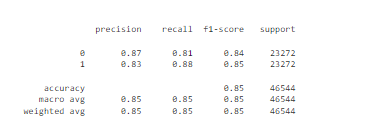 precision recall f1-score support
0 0.87 0.81 0.84 23272
1 0.83 0.88 0.85 23272
accuracy 0.85 46544
macro avg 0.85 0.85 0.85 46544
weighted avg 0.85 0.85 0.85 46544